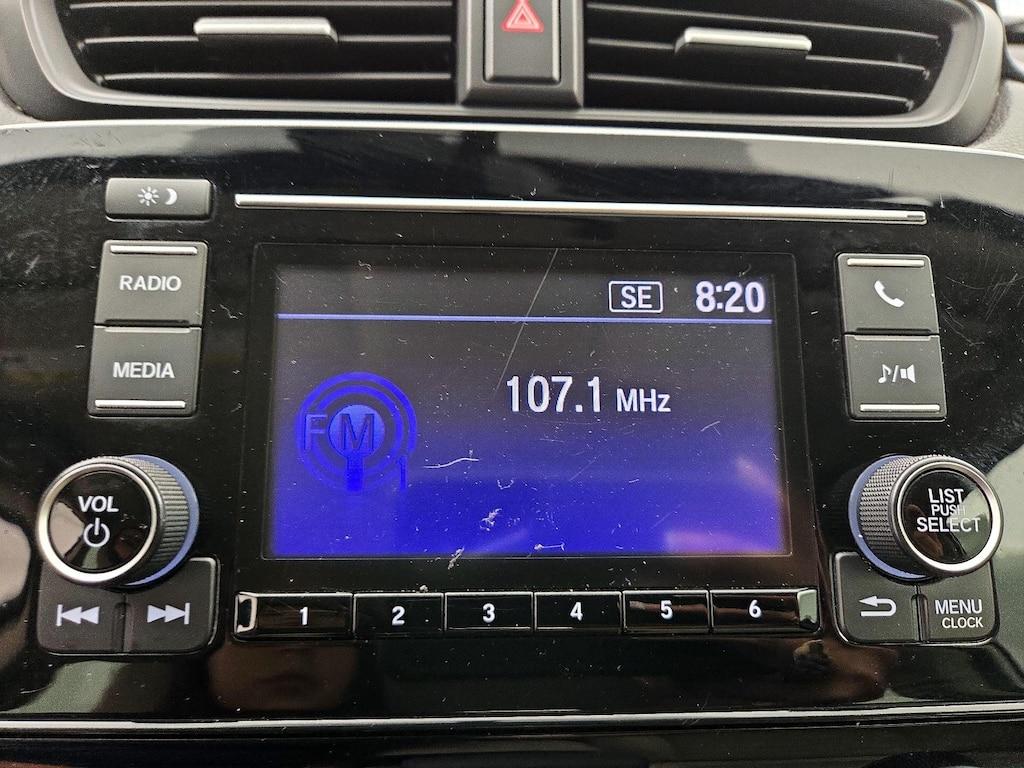 SE 8:20
RADIO
MEDIA
107.1 MHz
FM
1
VOL
LIST
PUSH
SELECT
1 2 3 4 5 6
MENU
CLOCK